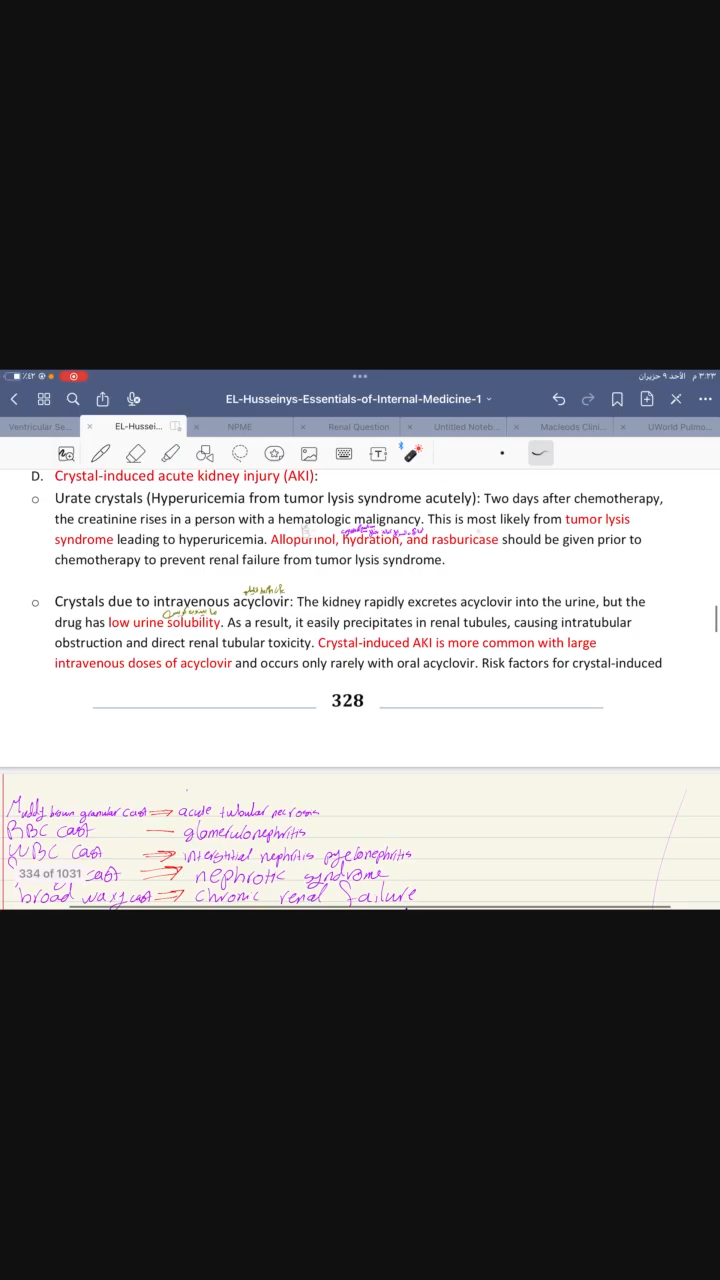 ٪٤٢
٣:٢٣ م الأحد ٩ حزيران
EL-Husseinys-Essentials-of-Internal-Medicine-1
Ventricular Se... × EL-Hussei... × NPME × Renal Question × Untitled Noteb... × Macleods Clini... × UWorld Pulmo...
D. Crystal-induced acute kidney injury (AKI):
o Urate crystals (Hyperuricemia from tumor lysis syndrome acutely): Two days after chemotherapy,
the creatinine rises in a person with a hematologic malignancy. This is most likely from tumor lysis
syndrome leading to hyperuricemia. Allopurinol, hydration, and rasburicase should be given prior to
chemotherapy to prevent renal failure from tumor lysis syndrome.
o Crystals due to intravenous acyclovir: The kidney rapidly excretes acyclovir into the urine, but the
drug has low urine solubility. As a result, it easily precipitates in renal tubules, causing intratubular
obstruction and direct renal tubular toxicity. Crystal-induced AKI is more common with large
intravenous doses of acyclovir and occurs only rarely with oral acyclovir. Risk factors for crystal-induced
328
Muddy brown granular cast ⇒ acute tubular necrosis
RBC cast — glomerulonephritis
WBC cast ⇒ interstitial nephritis pyelonephritis
334 of 1031 cast ⇒ nephrotic syndrome
broad waxy cast ⇒ chronic renal failure